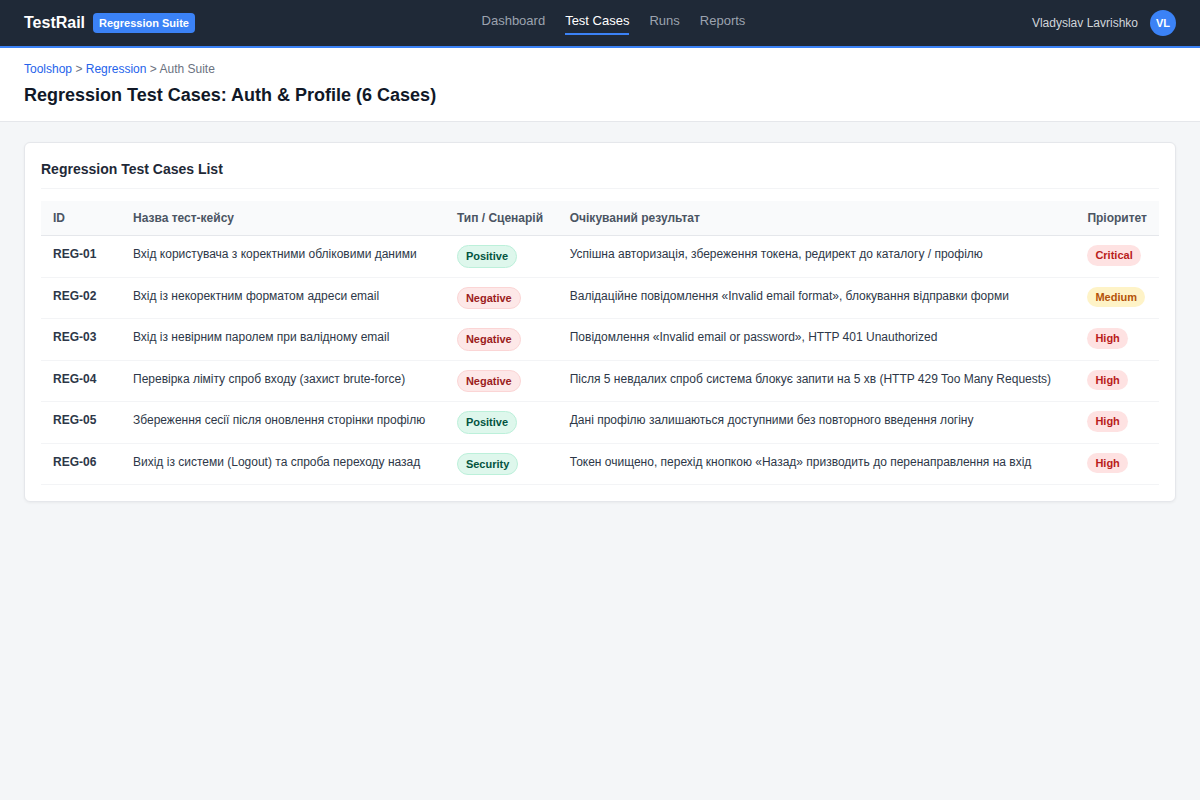 TestRail Regression Suite Dashboard Test Cases Runs Reports Vladyslav Lavrishko VL
Toolshop > Regression > Auth Suite
Regression Test Cases: Auth & Profile (6 Cases)
Regression Test Cases List
ID Назва тест-кейсу Тип / Сценарій Очікуваний результат Пріоритет
REG-01 Вхід користувача з коректними обліковими даними Positive Успішна авторизація, збереження токена, редирект до каталогу / профілю Critical
REG-02 Вхід із некоректним форматом адреси email Negative Валідаційне повідомлення «Invalid email format», блокування відправки форми Medium
REG-03 Вхід із невірним паролем при валідному email Negative Повідомлення «Invalid email or password», HTTP 401 Unauthorized High
REG-04 Перевірка ліміту спроб входу (захист brute-force) Negative Після 5 невдалих спроб система блокує запити на 5 хв (HTTP 429 Too Many Requests) High
REG-05 Збереження сесії після оновлення сторінки профілю Positive Дані профілю залишаються доступними без повторного введення логіну High
REG-06 Вихід із системи (Logout) та спроба переходу назад Security Токен очищено, перехід кнопкою «Назад» призводить до перенаправлення на вхід High